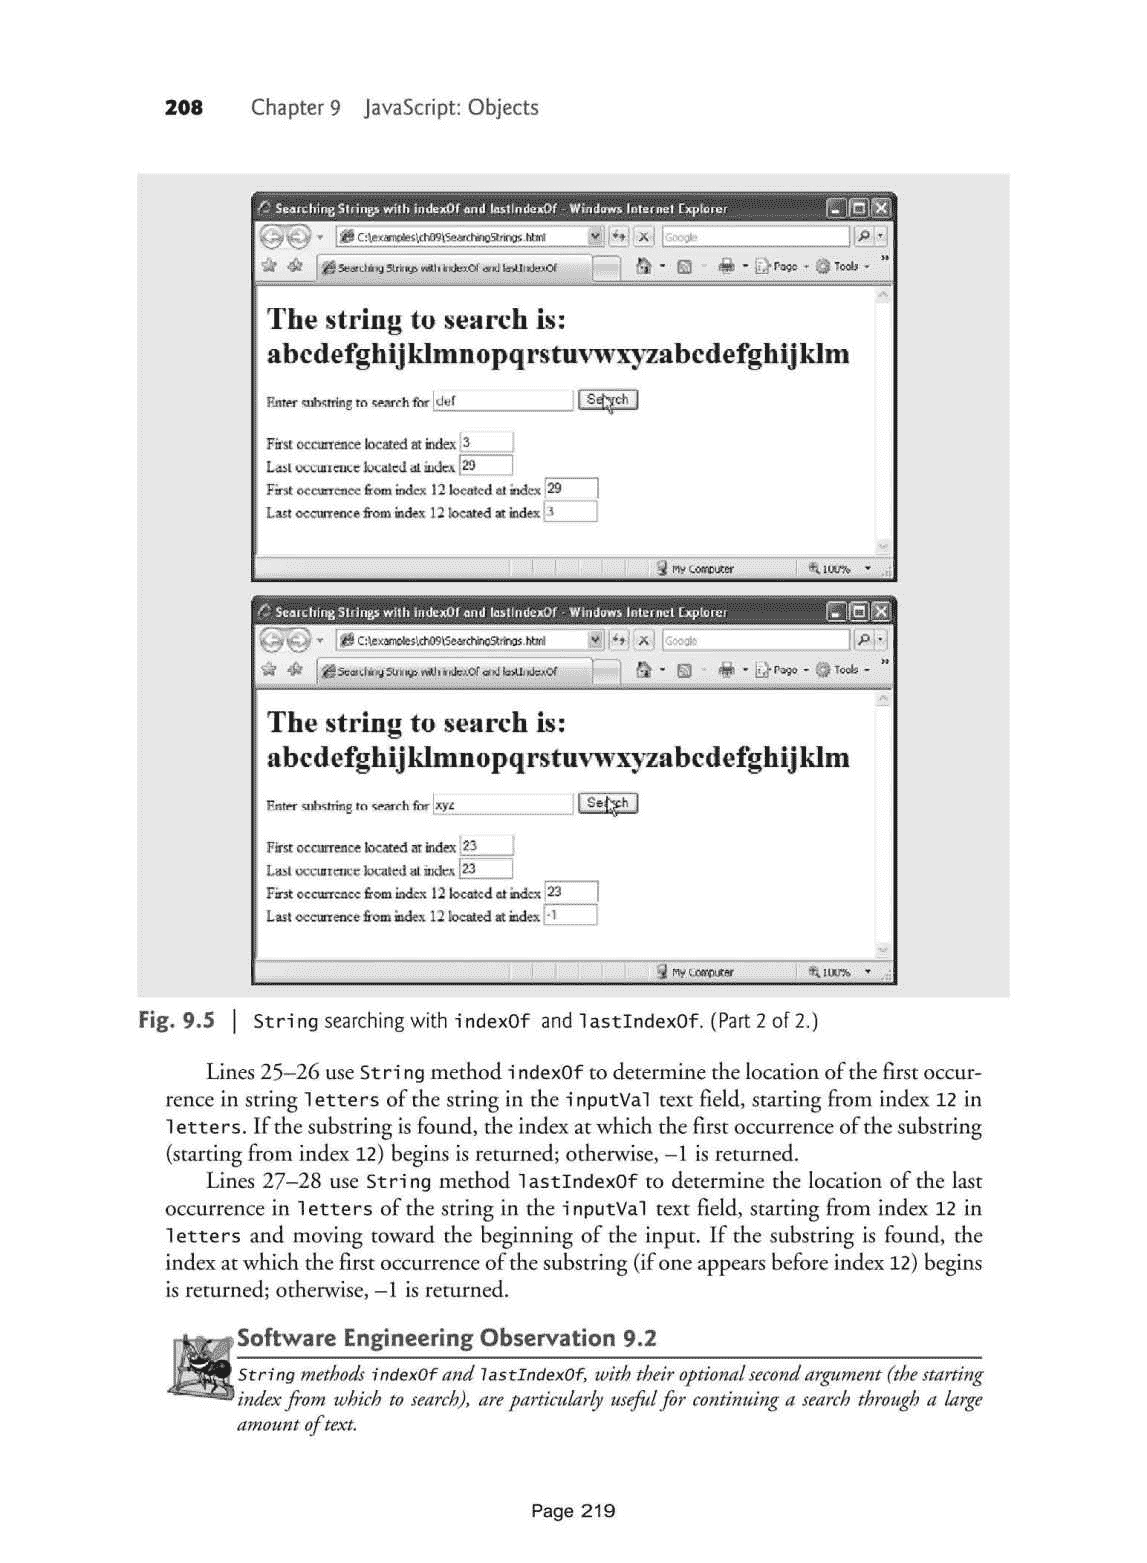 208 Chapter 9 JavaScript: Objects
Searching Strings with indexOf and lastIndexOf - Windows Internet Explorer
C:\examples\ch09\SearchingStrings.html
Google
Searching Strings with indexOf and lastIndexOf
Page
Tools
The string to search is:
abcdefghijklmnopqrstuvwxyzabcdefghijklm
Enter substring to search for def Search
First occurrence located at index 3
Last occurrence located at index 29
First occurrence from index 12 located at index 29
Last occurrence from index 12 located at index 3
My Computer 100%
Searching Strings with indexOf and lastIndexOf - Windows Internet Explorer
C:\examples\ch09\SearchingStrings.html
Google
Searching Strings with indexOf and lastIndexOf
Page
Tools
The string to search is:
abcdefghijklmnopqrstuvwxyzabcdefghijklm
Enter substring to search for xyz Search
First occurrence located at index 23
Last occurrence located at index 23
First occurrence from index 12 located at index 23
Last occurrence from index 12 located at index -1
My Computer 100%
Fig. 9.5 | String searching with indexOf and lastIndexOf. (Part 2 of 2.)
Lines 25–26 use String method indexOf to determine the location of the first occur-
rence in string letters of the string in the inputVal text field, starting from index 12 in
letters. If the substring is found, the index at which the first occurrence of the substring
(starting from index 12) begins is returned; otherwise, –1 is returned.
Lines 27–28 use String method lastIndexOf to determine the location of the last
occurrence in letters of the string in the inputVal text field, starting from index 12 in
letters and moving toward the beginning of the input. If the substring is found, the
index at which the first occurrence of the substring (if one appears before index 12) begins
is returned; otherwise, –1 is returned.
Software Engineering Observation 9.2
String methods indexOf and lastIndexOf, with their optional second argument (the starting
index from which to search), are particularly useful for continuing a search through a large
amount of text.
Page 219